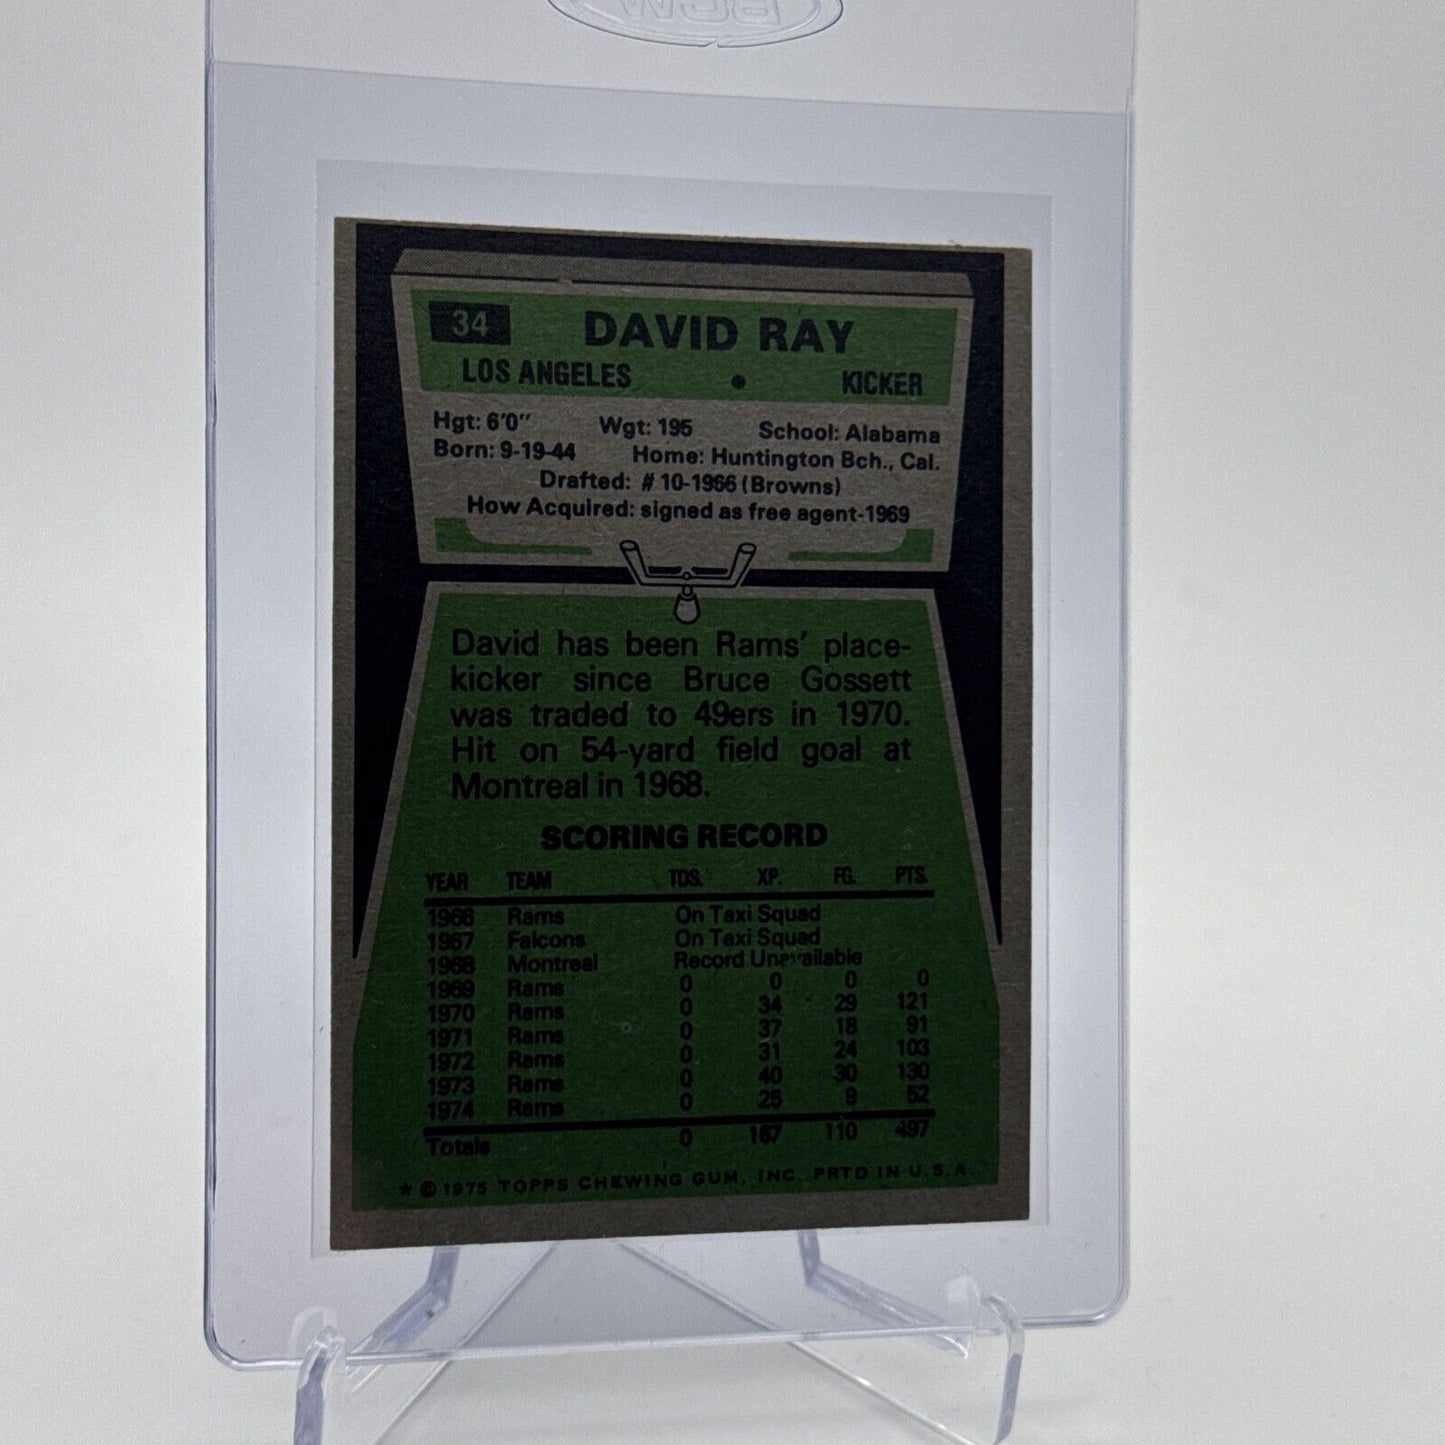 BCW
34 DAVID RAY
LOS ANGELES • KICKER
Hgt: 6'0" Wgt: 195 School: Alabama
Born: 9-19-44 Home: Huntington Bch., Cal.
Drafted: # 10-1966 (Browns)
How Acquired: signed as free agent-1969
David has been Rams' place-
kicker since Bruce Gossett
was traded to 49ers in 1970.
Hit on 54-yard field goal at
Montreal in 1968.
SCORING RECORD
YEAR TEAM TDS. XP. FG. PTS.
1966 Rams On Taxi Squad
1967 Falcons On Taxi Squad
1968 Montreal Record Unavailable
1969 Rams 0 0 0 0
1970 Rams 0 34 29 121
1971 Rams 0 37 18 91
1972 Rams 0 31 24 103
1973 Rams 0 40 30 130
1974 Rams 0 25 9 52
Totals 0 167 110 497
★ © 1975 TOPPS CHEWING GUM, INC. PRTD IN U.S.A.